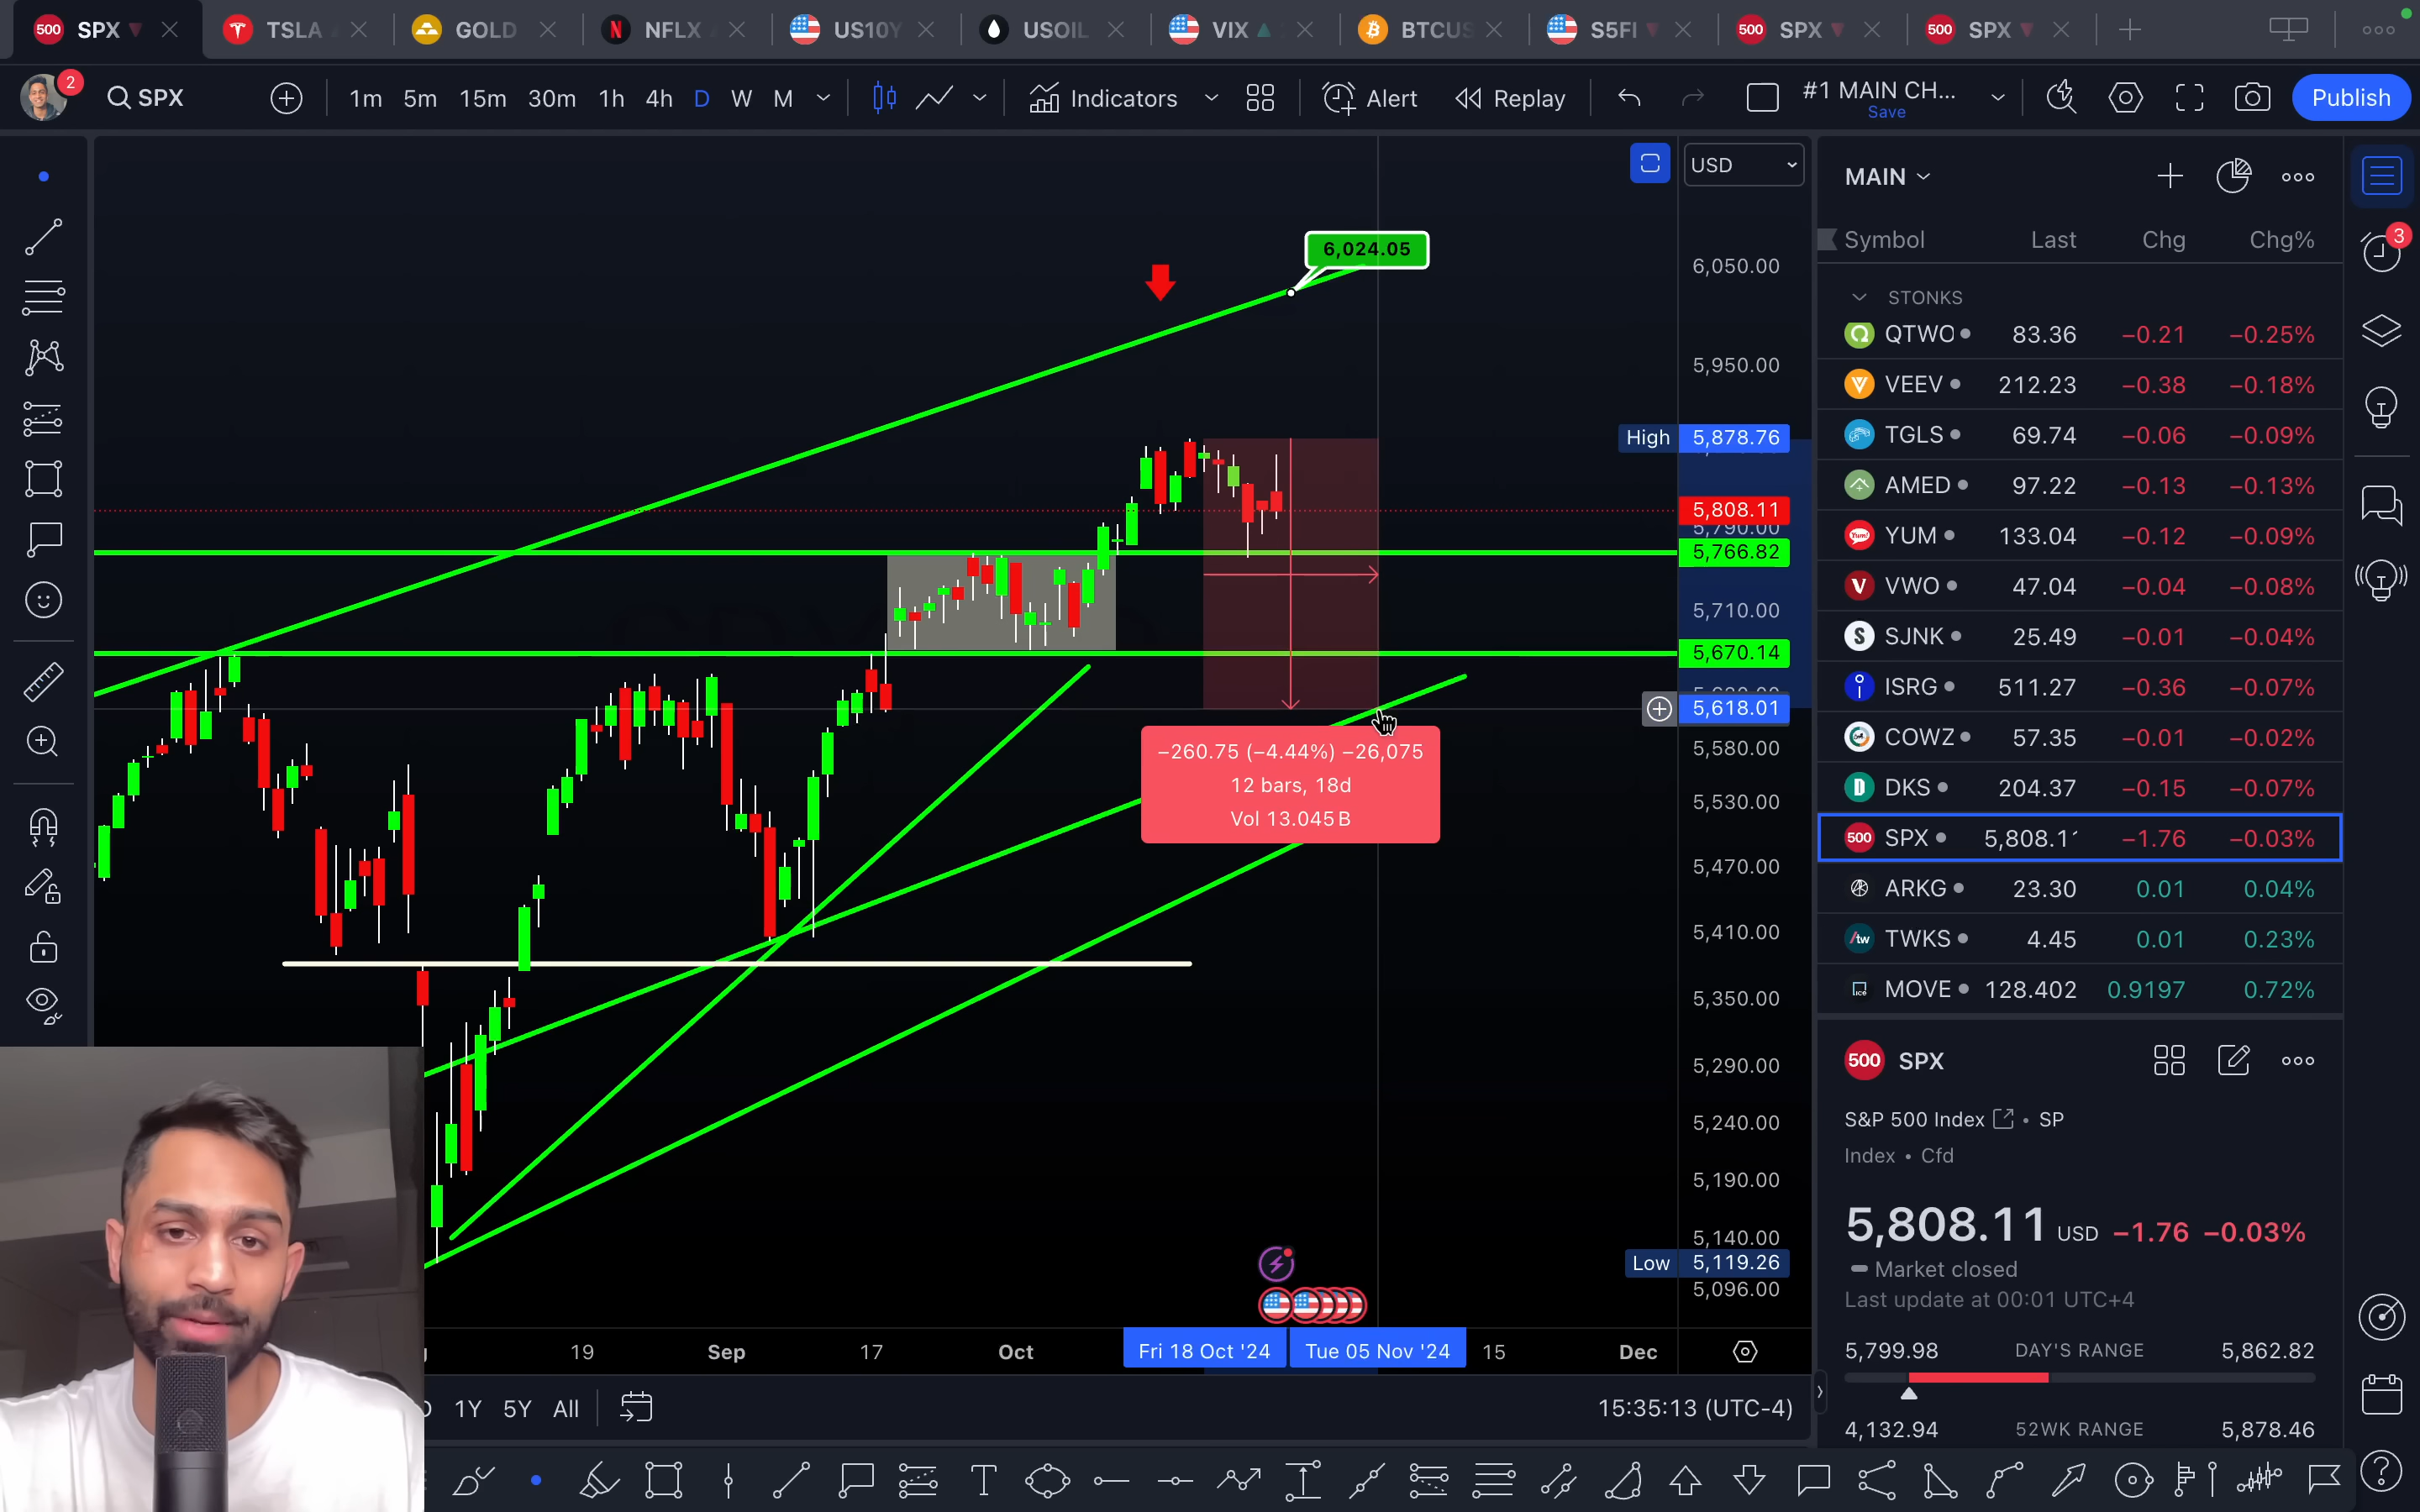 500 SPX TSLA GOLD NFLX US10Y USOIL VIX BTCUS S5FI 500 SPX 500 SPX
2 SPX 1m 5m 15m 30m 1h 4h D W M Indicators Alert Replay #1 MAIN CH... Publish
Save
USD
6,024.05
6,050.00
5,950.00
High 5,878.76
5,808.11
5,790.00
5,766.82
5,710.00
5,670.14
5,618.01
5,580.00
5,530.00
5,470.00
5,410.00
5,350.00
5,290.00
5,240.00
5,190.00
5,140.00
Low 5,119.26
5,096.00
−260.75 (−4.44%) −26,075
12 bars, 18d
Vol 13.045 B
19 Sep 17 Oct Fri 18 Oct '24 Tue 05 Nov '24 15 Dec
1Y 5Y All 15:35:13 (UTC-4)
MAIN
Symbol Last Chg Chg%
3
STONKS
QTWO 83.36 −0.21 −0.25%
VEEV 212.23 −0.38 −0.18%
TGLS 69.74 −0.06 −0.09%
AMED 97.22 −0.13 −0.13%
YUM 133.04 −0.12 −0.09%
VWO 47.04 −0.04 −0.08%
SJNK 25.49 −0.01 −0.04%
ISRG 511.27 −0.36 −0.07%
COWZ 57.35 −0.01 −0.02%
DKS 204.37 −0.15 −0.07%
500 SPX 5,808.1 −1.76 −0.03%
ARKG 23.30 0.01 0.04%
TWKS 4.45 0.01 0.23%
MOVE 128.402 0.9197 0.72%
500 SPX
S&P 500 Index • SP
Index • Cfd
5,808.11 USD −1.76 −0.03%
Market closed
Last update at 00:01 UTC+4
5,799.98 DAY'S RANGE 5,862.82
4,132.94 52WK RANGE 5,878.46